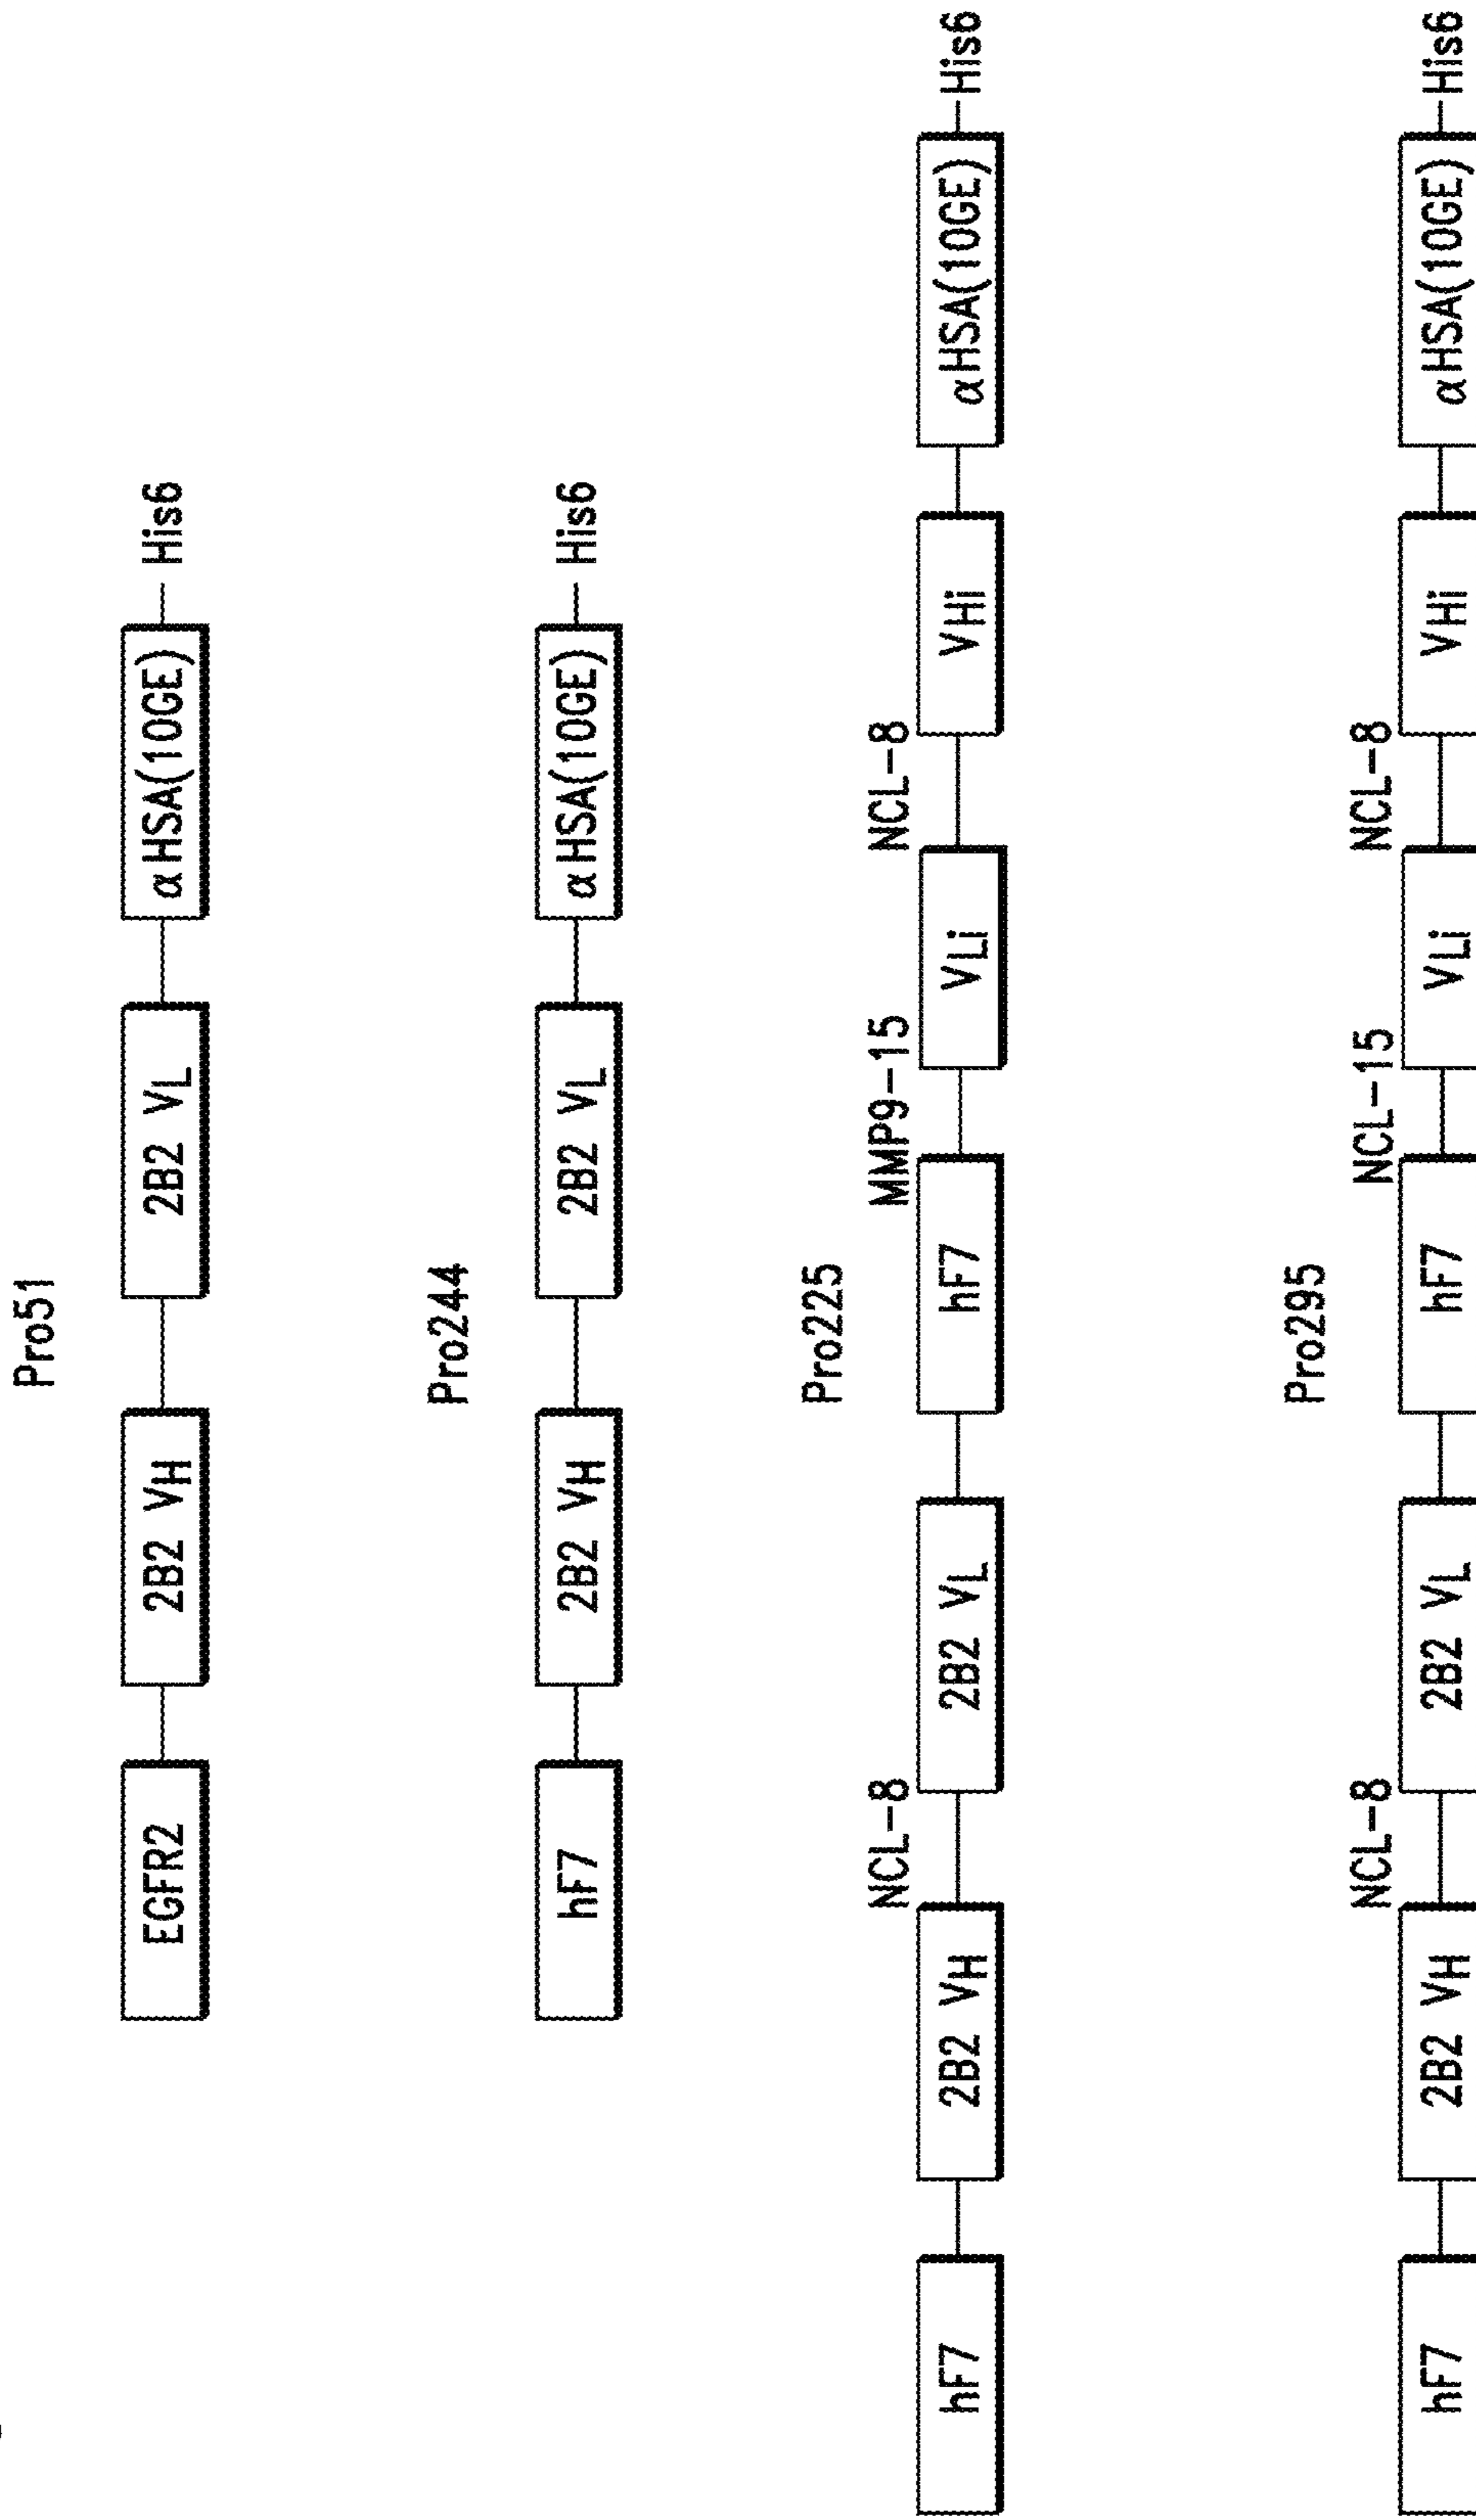 Pro51
EGFR2 2B2 VH 2B2 VL αHSA(10GE) His6
Pro244
hF7 2B2 VH 2B2 VL αHSA(10GE) His6
Pro225
NCL-8 MMP9-15 NCL-8
hF7 2B2 VH 2B2 VL hF7 VLi VHi αHSA(10GE) His6
Pro295
NCL-8 NCL-15 NCL-8
hF7 2B2 VH 2B2 VL hF7 VLi VHi αHSA(10GE) His6